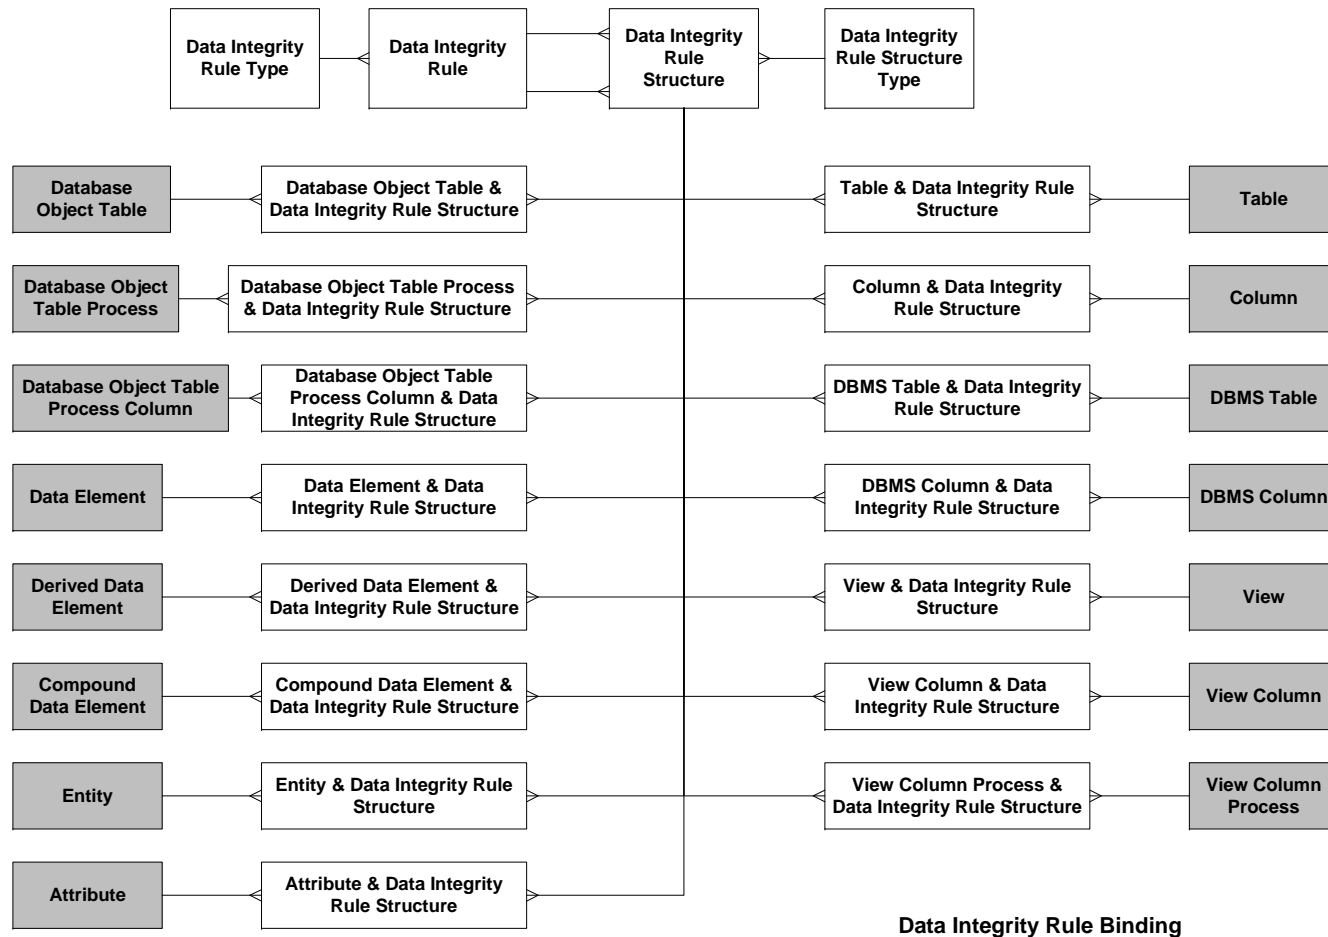 Data Integrity
Rule Type
Data Integrity
Rule
Data Integrity
Rule
Structure
Data Integrity
Rule Structure
Type
Database
Object Table
Database Object Table &
Data Integrity Rule Structure
Table & Data Integrity Rule
Structure
Table
Database Object
Table Process
Database Object Table Process
& Data Integrity Rule Structure
Column & Data Integrity
Rule Structure
Column
Database Object Table
Process Column
Database Object Table
Process Column & Data
Integrity Rule Structure
DBMS Table & Data Integrity
Rule Structure
DBMS Table
Data Element
Data Element & Data
Integrity Rule Structure
DBMS Column & Data
Integrity Rule Structure
DBMS Column
Derived Data
Element
Derived Data Element &
Data Integrity Rule Structure
View & Data Integrity Rule
Structure
View
Compound
Data Element
Compound Data Element &
Data Integrity Rule Structure
View Column & Data
Integrity Rule Structure
View Column
Entity
Entity & Data Integrity Rule
Structure
View Column Process &
Data Integrity Rule Structure
View Column
Process
Attribute
Attribute & Data Integrity
Rule Structure
Data Integrity Rule Binding